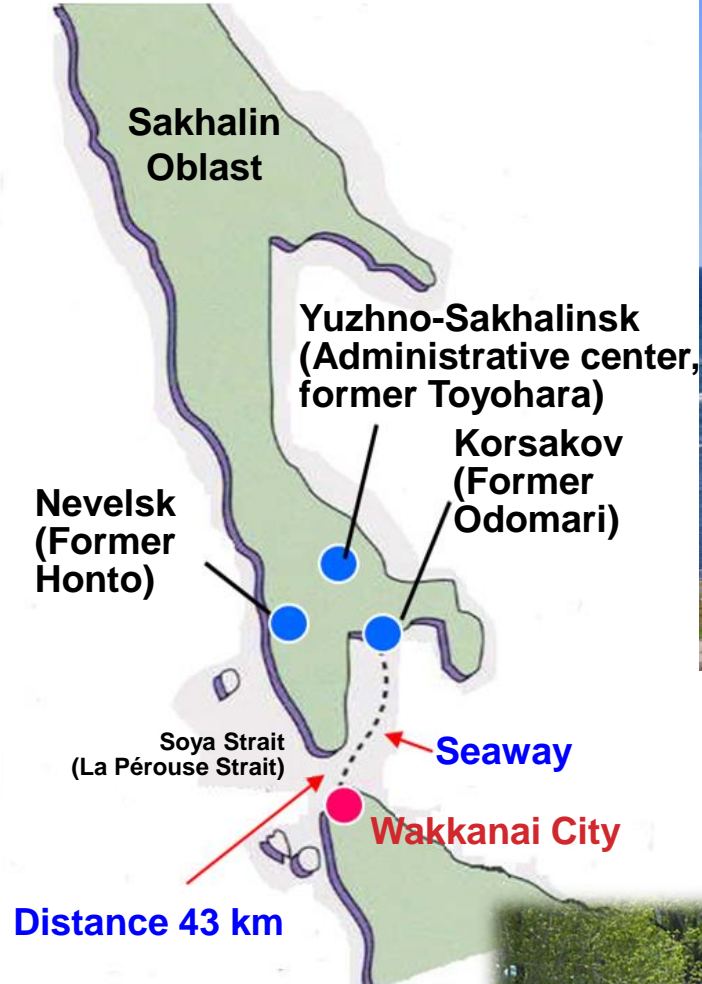 Sakhalin
Oblast
Yuzhno-Sakhalinsk
(Administrative center,
former Toyohara)
Korsakov
(Former
Odomari)
Nevelsk
(Former
Honto)
Soya Strait
(La Pérouse Strait)
Seaway
Wakkanai City
Distance 43 km